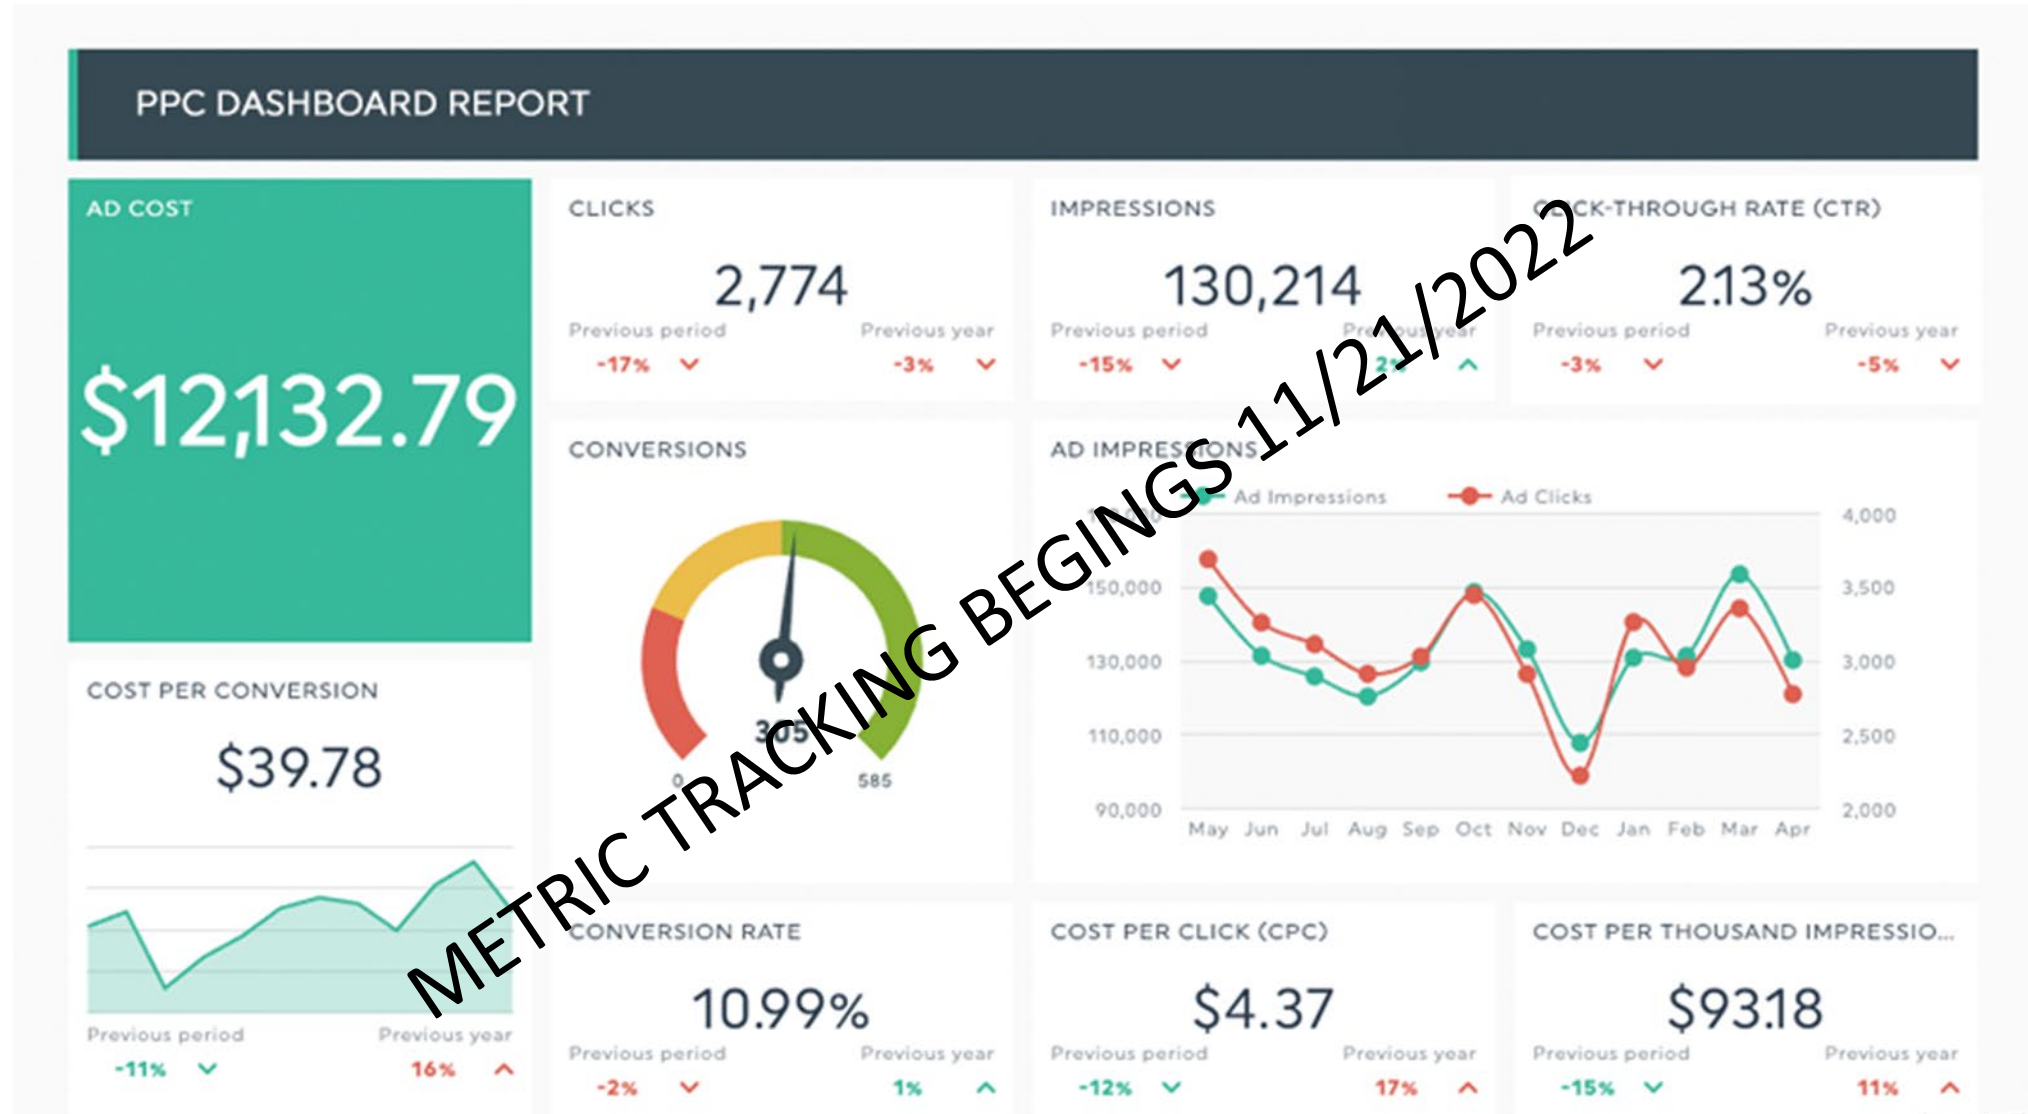 PPC DASHBOARD REPORT
AD COST
$12,132.79
CLICKS
2,774
Previous period Previous year
-17% -3%
IMPRESSIONS
130,214
Previous period Previous year
-15% 2%
CLICK-THROUGH RATE (CTR)
2.13%
Previous period Previous year
-3% -5%
CONVERSIONS
305
0 585
AD IMPRESSIONS
Ad Impressions Ad Clicks
4,000
150,000 3,500
130,000 3,000
110,000 2,500
90,000 2,000
May Jun Jul Aug Sep Oct Nov Dec Jan Feb Mar Apr
COST PER CONVERSION
$39.78
Previous period Previous year
-11% 16%
CONVERSION RATE
10.99%
Previous period Previous year
-2% 1%
COST PER CLICK (CPC)
$4.37
Previous period Previous year
-12% 17%
COST PER THOUSAND IMPRESSIO...
$93.18
Previous period Previous year
-15% 11%
METRIC TRACKING BEGINGS 11/21/2022